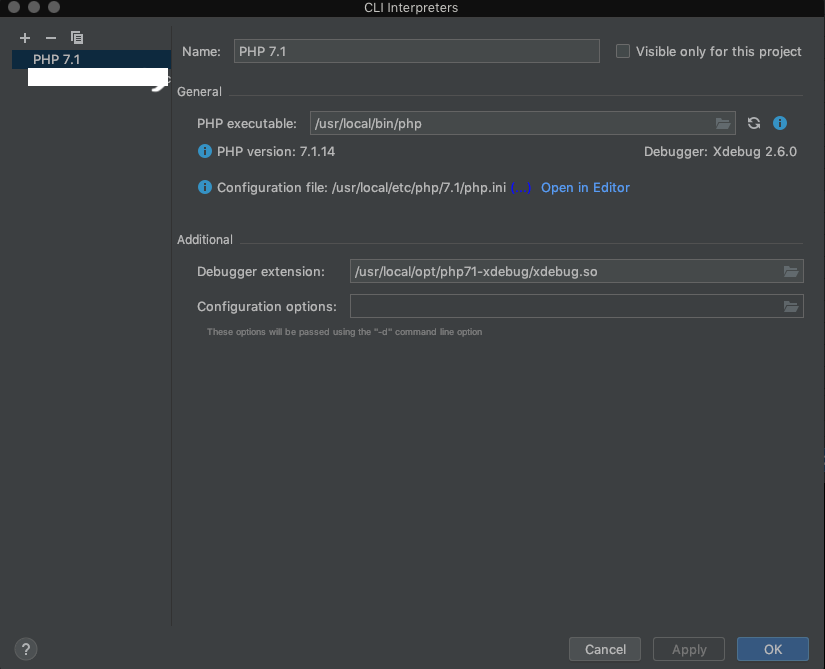 CLI Interpreters
PHP 7.1
Name: PHP 7.1 Visible only for this project
General
PHP executable: /usr/local/bin/php
PHP version: 7.1.14 Debugger: Xdebug 2.6.0
Configuration file: /usr/local/etc/php/7.1/php.ini (...) Open in Editor
Additional
Debugger extension: /usr/local/opt/php71-xdebug/xdebug.so
Configuration options:
These options will be passed using the "-d" command line option
? Cancel Apply OK